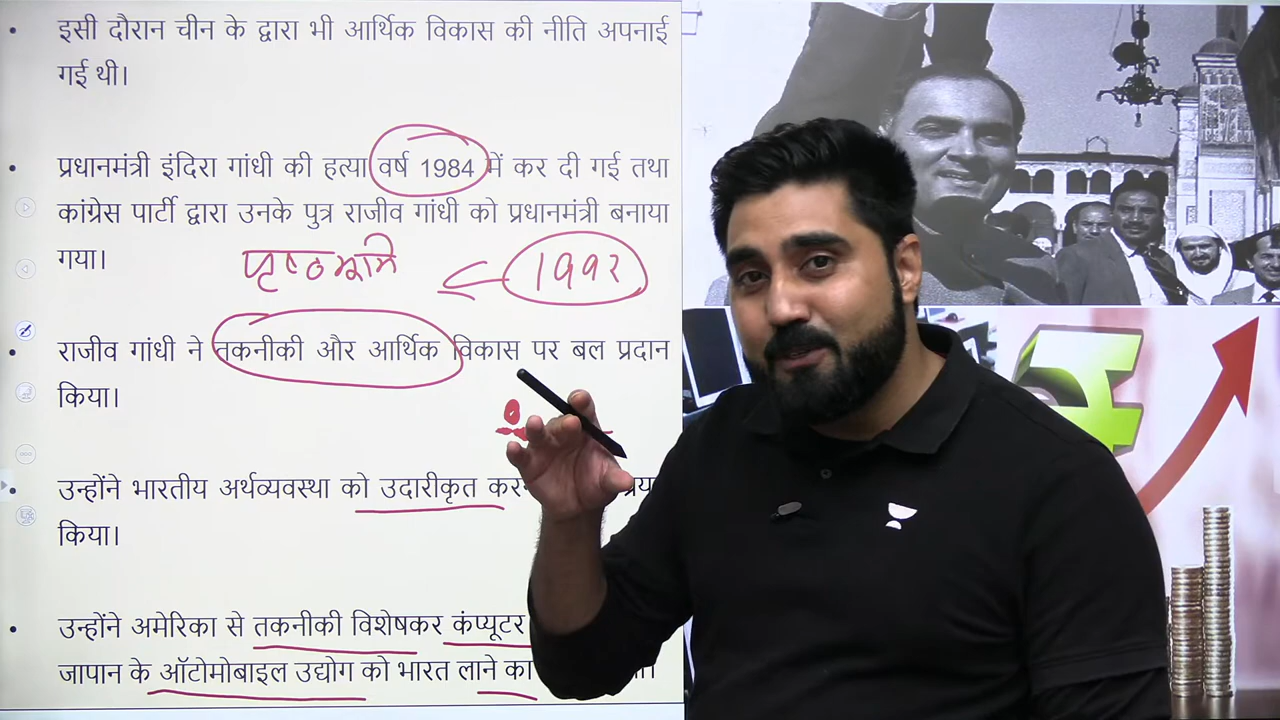 • इसी दौरान चीन के द्वारा भी आर्थिक विकास की नीति अपनाई
गई थी।
• प्रधानमंत्री इंदिरा गांधी की हत्या वर्ष 1984 में कर दी गई तथा
कांग्रेस पार्टी द्वारा उनके पुत्र राजीव गांधी को प्रधानमंत्री बनाया
गया।
पृष्ठभूमि
१९९२
• राजीव गांधी ने तकनीकी और आर्थिक विकास पर बल प्रदान
किया।
• उन्होंने भारतीय अर्थव्यवस्था को उदारीकृत
किया।
• उन्होंने अमेरिका से तकनीकी विशेषकर कंप्यूटर
जापान के ऑटोमोबाइल उद्योग को भारत लाने का